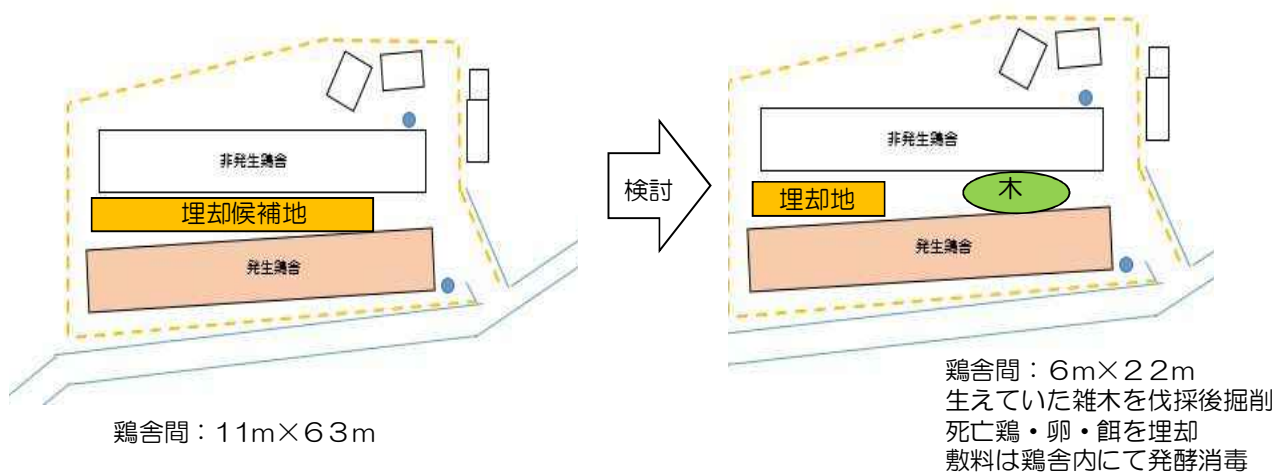 非発生鶏舎
埋却候補地
発生鶏舎
鶏舎間：11m×63m
検討
非発生鶏舎
埋却地
木
発生鶏舎
鶏舎間：6m×22m
生えていた雑木を伐採後掘削
死亡鶏・卵・餌を埋却
敷料は鶏舎内にて発酵消毒